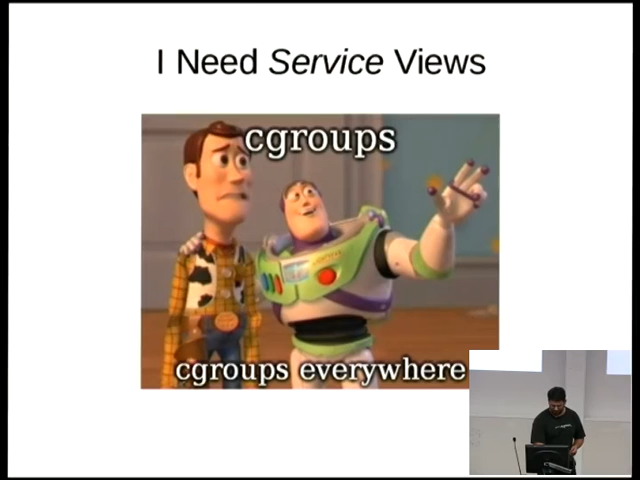 I Need Service Views
cgroups
cgroups everywhere